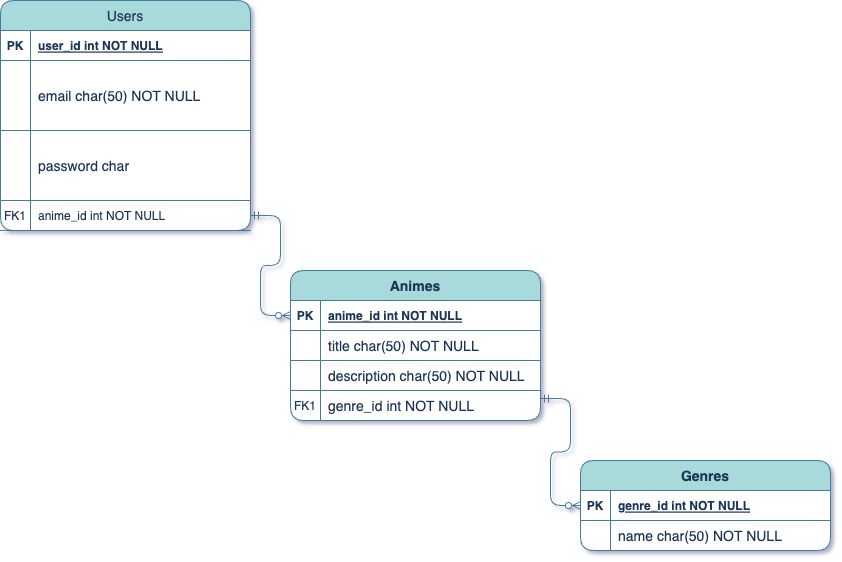 Users
PK user_id int NOT NULL
email char(50) NOT NULL
password char
FK1 anime_id int NOT NULL
Animes
PK anime_id int NOT NULL
title char(50) NOT NULL
description char(50) NOT NULL
FK1 genre_id int NOT NULL
Genres
PK genre_id int NOT NULL
name char(50) NOT NULL